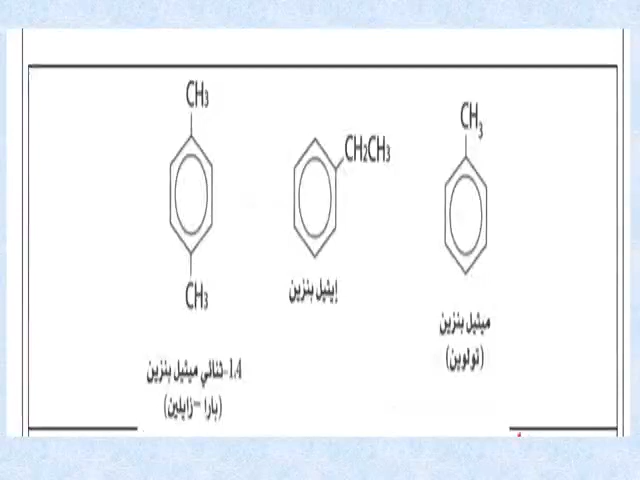 CH3
CH2CH3
CH3
CH3
إيثيل بنزين
ميثيل بنزين
(تولوين)
1.4-ثنائي ميثيل بنزين
(بارا –زايلين)